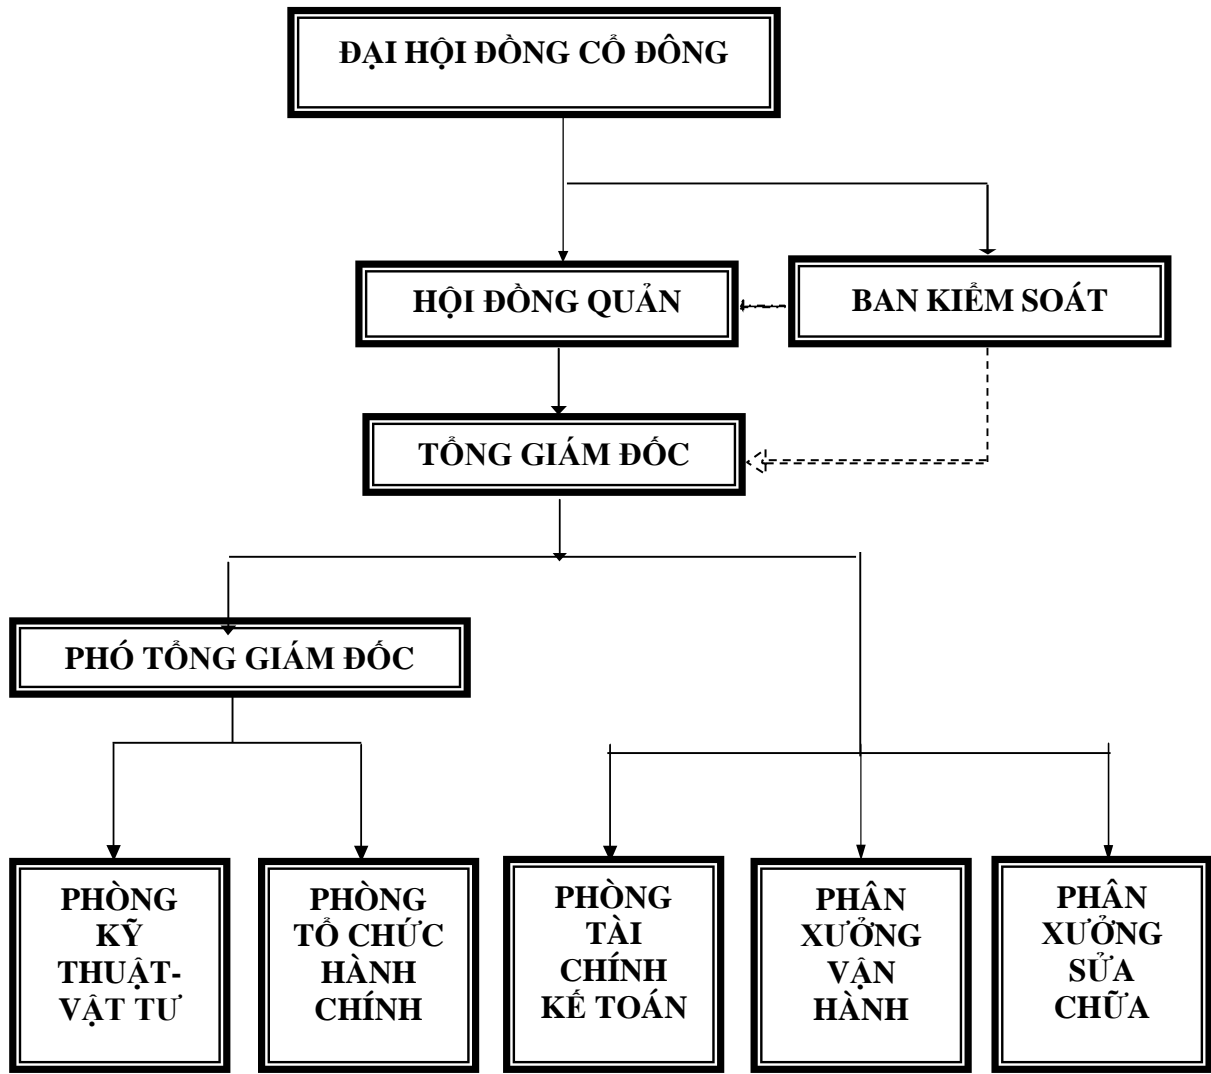 ĐẠI HỘI ĐỒNG CỔ ĐÔNG
HỘI ĐỒNG QUẢN
BAN KIỂM SOÁT
TỔNG GIÁM ĐỐC
PHÓ TỔNG GIÁM ĐỐC
PHÒNG
KỸ
THUẬT-
VẬT TƯ
PHÒNG
TỔ CHỨC
HÀNH
CHÍNH
PHÒNG
TÀI
CHÍNH
KẾ TOÁN
PHÂN
XƯỞNG
VẬN
HÀNH
PHÂN
XƯỞNG
SỬA
CHỮA